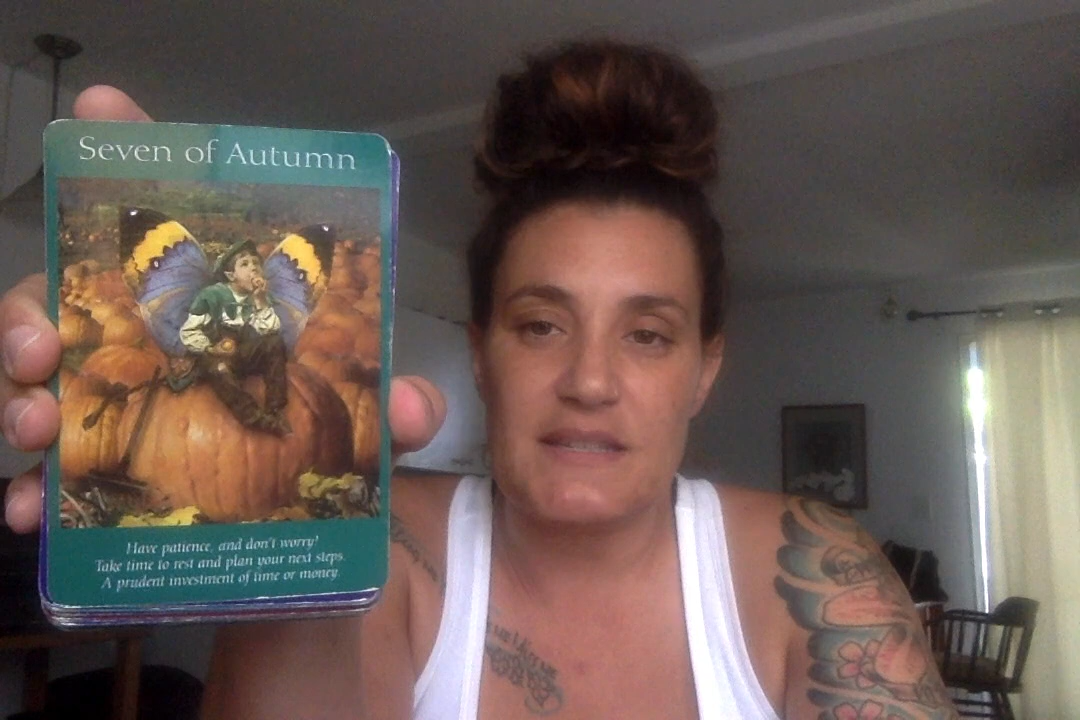 Seven of Autumn
Have patience, and don't worry!
Take time to rest and plan your next steps.
A prudent investment of time or money.